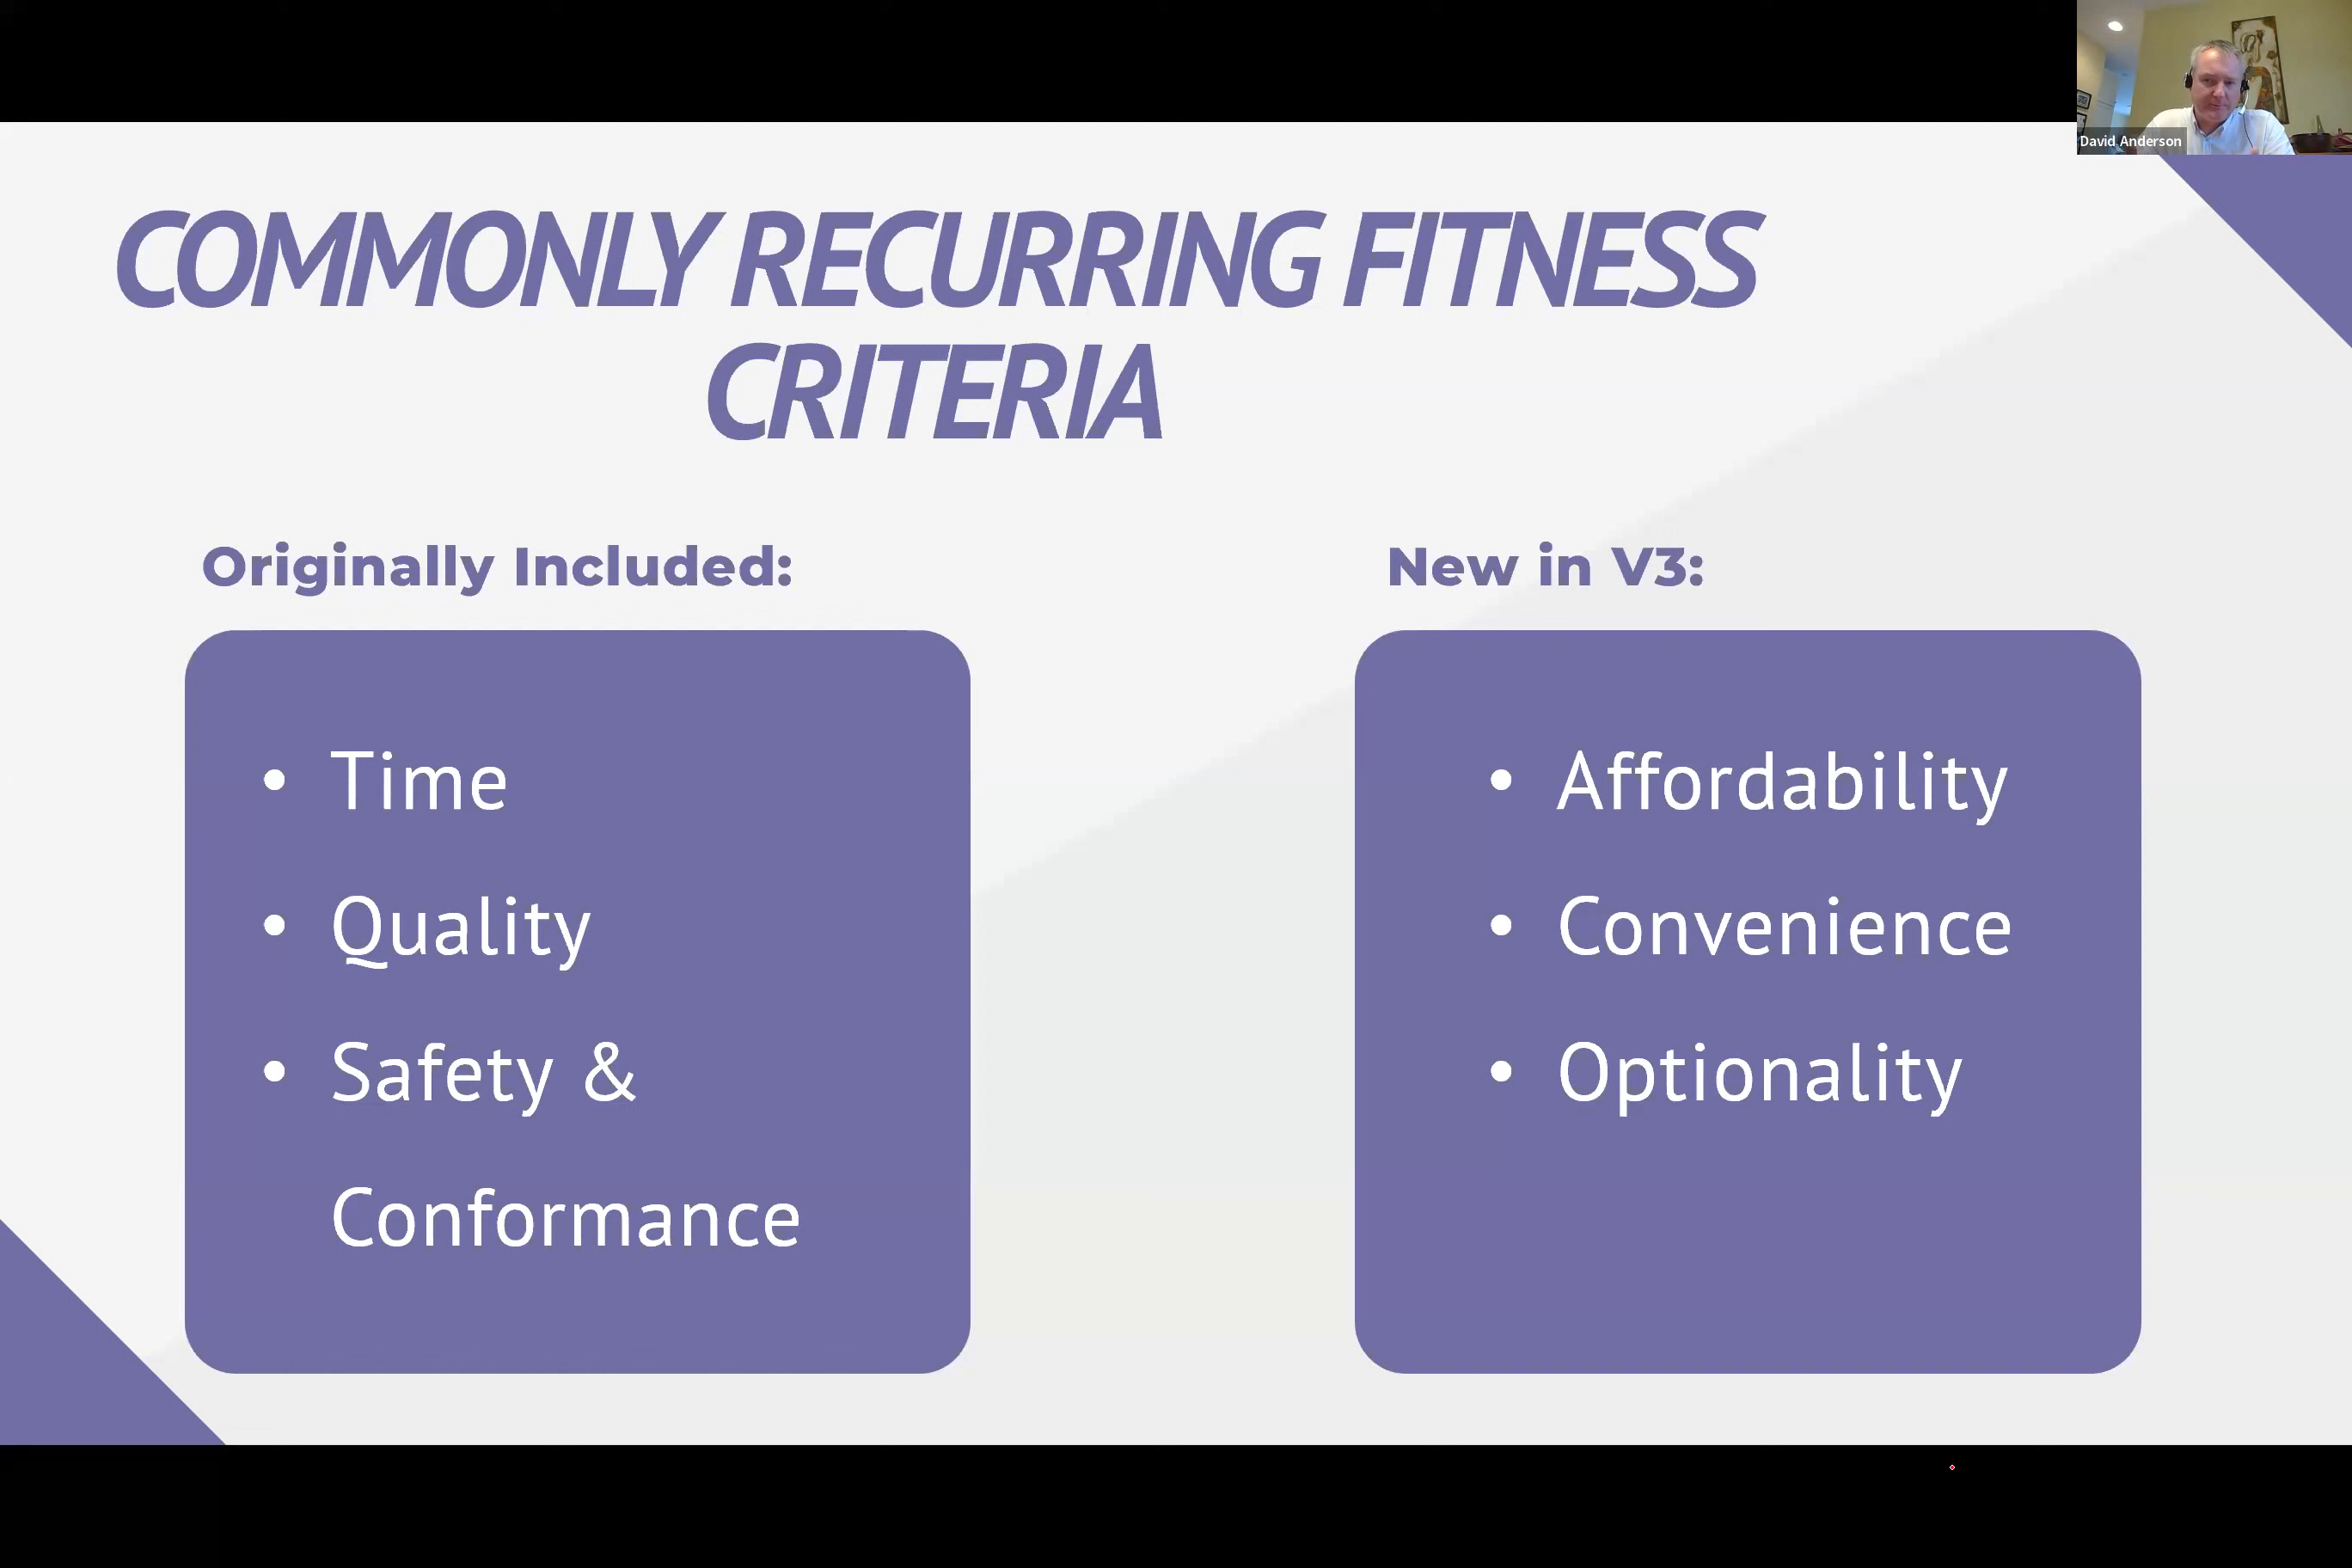 David Anderson
COMMONLY RECURRING FITNESS
CRITERIA
Originally Included:
• Time
• Quality
• Safety &
Conformance
New in V3:
• Affordability
• Convenience
• Optionality